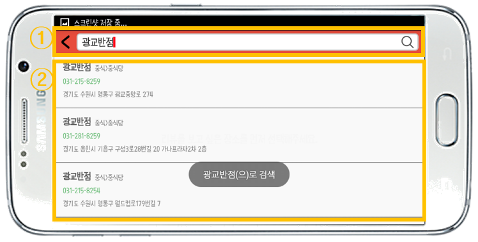 스크린샷 저장 중...
①
광교반점
②
광교반점 중식>중식당
031-215-8259
경기도 수원시 영통구 광교중앙로 274
광교반점 중식>중식당
031-281-8259
경기도 용인시 기흥구 구성3로28번길 20 가나프라자2차 2층
광교반점(으)로 검색
광교반점 중식>중식당
031-215-8254
경기도 수원시 영통구 월드컵로179번길 7
SAMSUNG